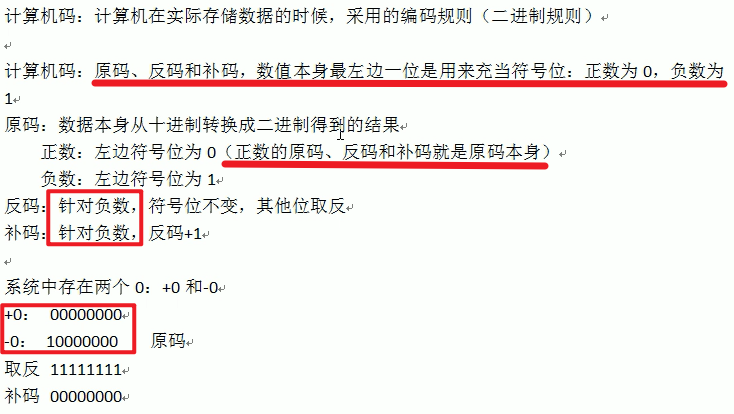 计算机码：计算机在实际存储数据的时候，采用的编码规则（二进制规则）
计算机码：原码、反码和补码，数值本身最左边一位是用来充当符号位：正数为 0，负数为
1
原码：数据本身从十进制转换成二进制得到的结果
正数：左边符号位为 0（正数的原码、反码和补码就是原码本身）
负数：左边符号位为 1
反码：针对负数，符号位不变，其他位取反
补码：针对负数，反码+1
系统中存在两个 0：+0 和-0
+0： 00000000
-0： 10000000 原码
取反 11111111
补码 00000000